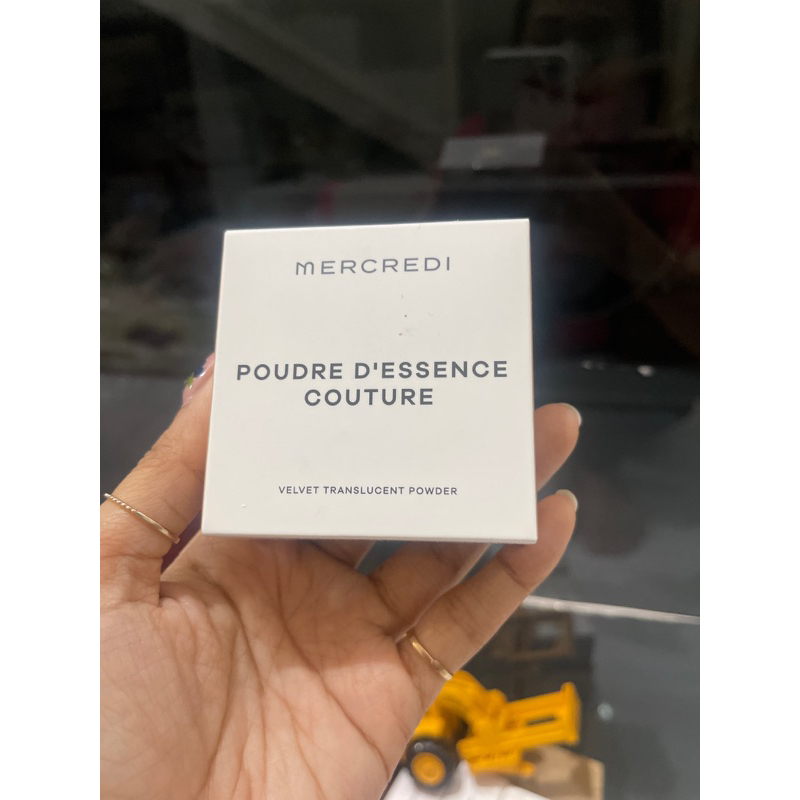 MERCREDI
POUDRE D'ESSENCE
COUTURE
VELVET TRANSLUCENT POWDER